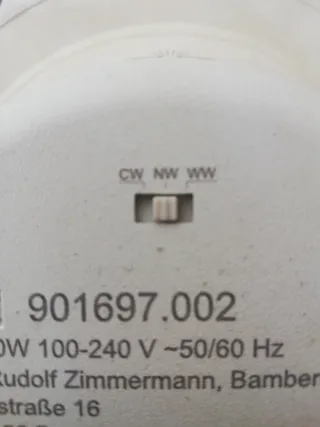 CW NW WW
901697.002
0W 100-240 V ~50/60 Hz
Rudolf Zimmermann, Bamber
straße 16